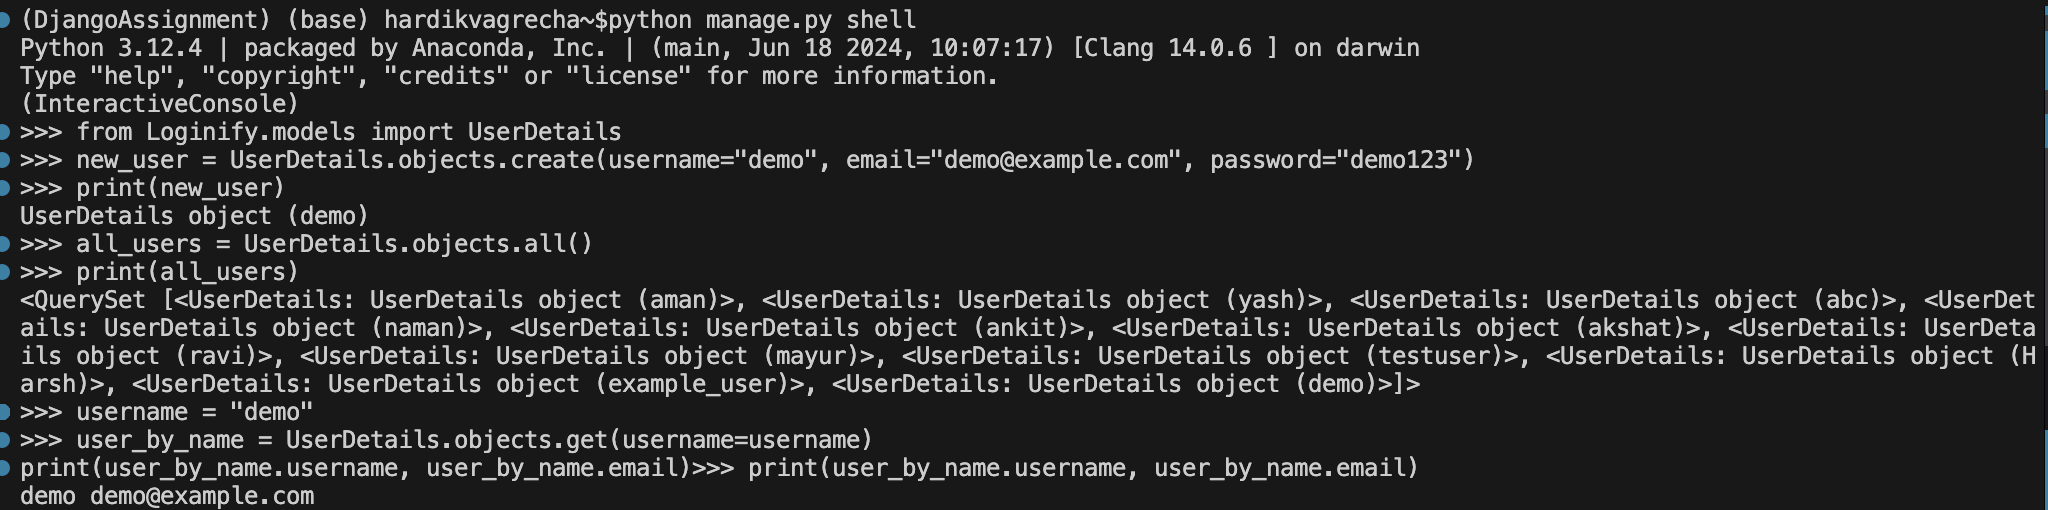 (DjangoAssignment) (base) hardikvagrecha~$python manage.py shell
Python 3.12.4 | packaged by Anaconda, Inc. | (main, Jun 18 2024, 10:07:17) [Clang 14.0.6 ] on darwin
Type "help", "copyright", "credits" or "license" for more information.
(InteractiveConsole)
>>> from Loginify.models import UserDetails
>>> new_user = UserDetails.objects.create(username="demo", email="demo@example.com", password="demo123")
>>> print(new_user)
UserDetails object (demo)
>>> all_users = UserDetails.objects.all()
>>> print(all_users)
<QuerySet [<UserDetails: UserDetails object (aman)>, <UserDetails: UserDetails object (yash)>, <UserDetails: UserDetails object (abc)>, <UserDet
ails: UserDetails object (naman)>, <UserDetails: UserDetails object (ankit)>, <UserDetails: UserDetails object (akshat)>, <UserDetails: UserDeta
ils object (ravi)>, <UserDetails: UserDetails object (mayur)>, <UserDetails: UserDetails object (testuser)>, <UserDetails: UserDetails object (H
arsh)>, <UserDetails: UserDetails object (example_user)>, <UserDetails: UserDetails object (demo)>]>
>>> username = "demo"
>>> user_by_name = UserDetails.objects.get(username=username)
print(user_by_name.username, user_by_name.email)>>> print(user_by_name.username, user_by_name.email)
demo demo@example.com